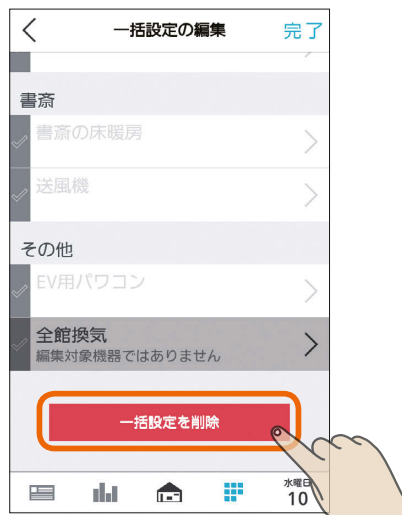 一括設定の編集
完了
書斎
書斎の床暖房
送風機
その他
EV用パワコン
全館換気
編集対象機器ではありません
一括設定を削除
水曜日
10